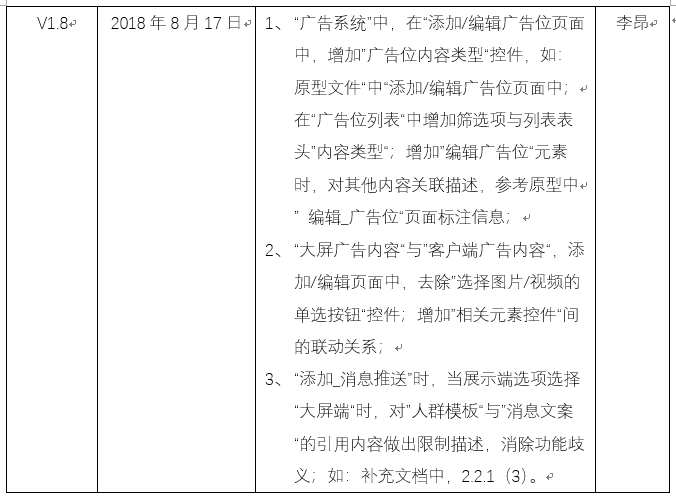 V1.8 2018 年 8 月 17 日 1、 “广告系统”中，在“添加/编辑广告位页面 李昂
中，增加”广告位内容类型“控件，如：
原型文件“中“添加/编辑广告位页面中；
在“广告位列表“中增加筛选项与列表表
头”内容类型“；增加”编辑广告位“元素
时，对其他内容关联描述，参考原型中
” 编辑_广告位“页面标注信息；
2、 “大屏广告内容“与”客户端广告内容“，添
加/编辑页面中，去除”选择图片/视频的
单选按钮“控件；增加”相关元素控件“间
的联动关系；
3、 “添加_消息推送”时，当展示端选项选择
“大屏端“时，对”人群模板“与”消息文案
“的引用内容做出限制描述，消除功能歧
义；如：补充文档中，2.2.1（3）。